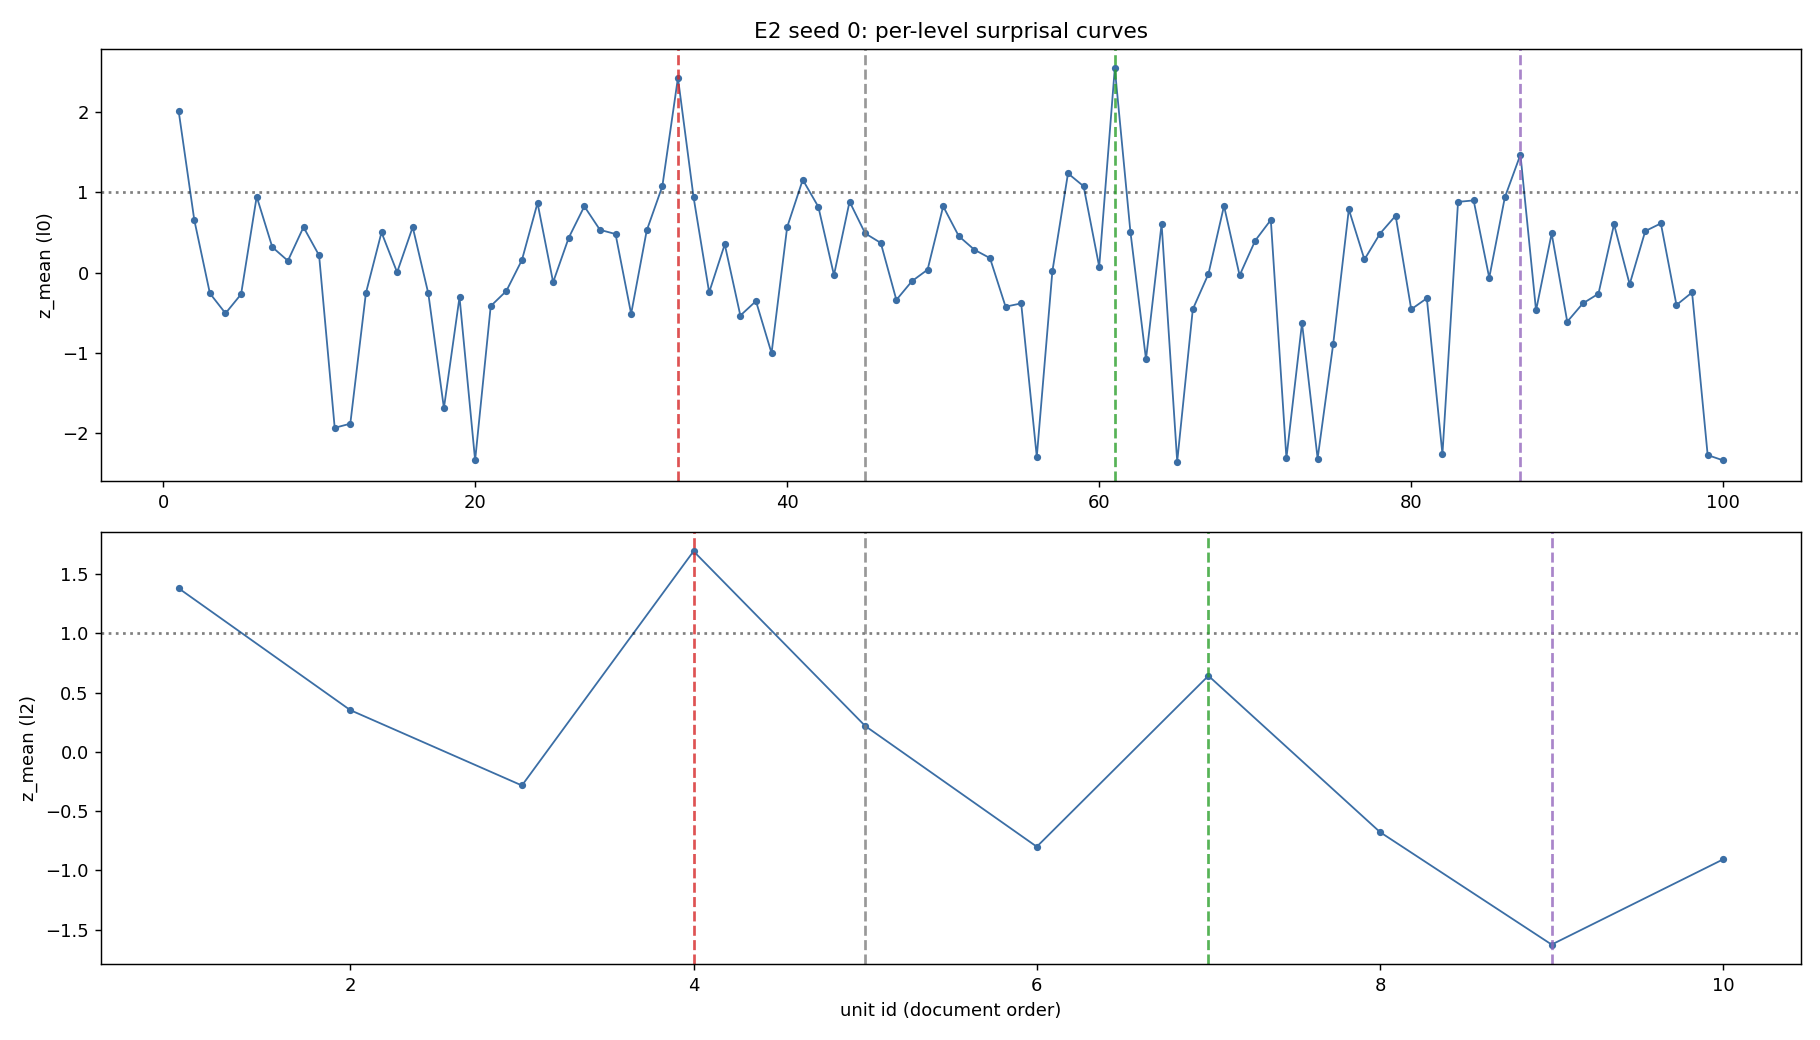 E2 seed 0: per-level surprisal curves
z_mean (l0)
2
1
0
−1
−2
0 20 40 60 80 100
z_mean (l2)
1.5
1.0
0.5
0.0
−0.5
−1.0
−1.5
2 4 6 8 10
unit id (document order)